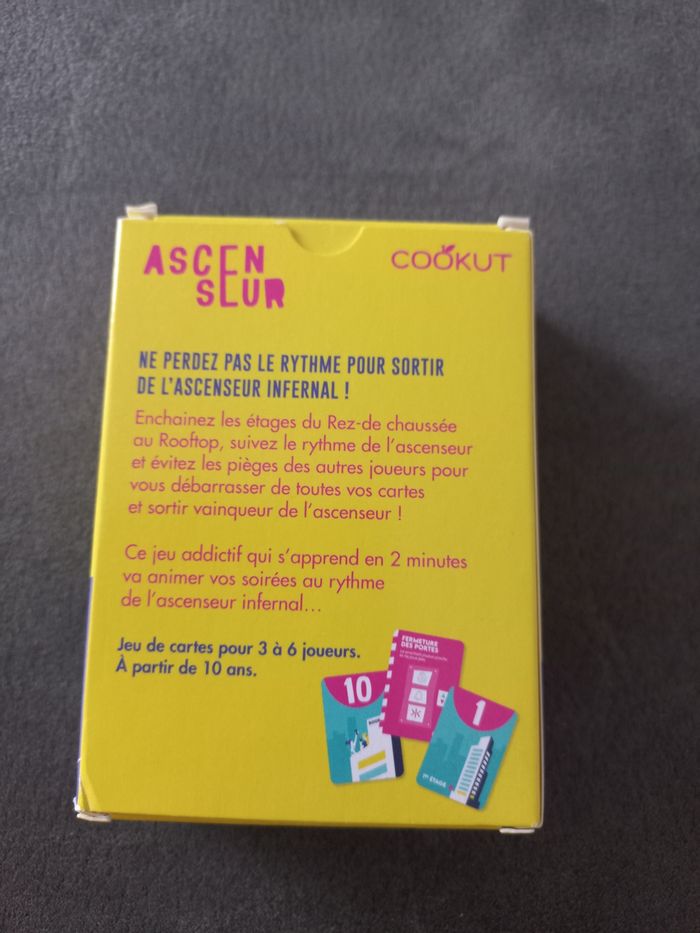 ASCEN
SEUR
COOKUT
NE PERDEZ PAS LE RYTHME POUR SORTIR
DE L'ASCENSEUR INFERNAL !
Enchainez les étages du Rez-de chaussée
au Rooftop, suivez le rythme de l'ascenseur
et évitez les pièges des autres joueurs pour
vous débarrasser de toutes vos cartes
et sortir vainqueur de l'ascenseur !
Ce jeu addictif qui s'apprend en 2 minutes
va animer vos soirées au rythme
de l'ascenseur infernal...
Jeu de cartes pour 3 à 6 joueurs.
À partir de 10 ans.
FERMETURE
DES PORTES
10
1
1ER ÉTAGE